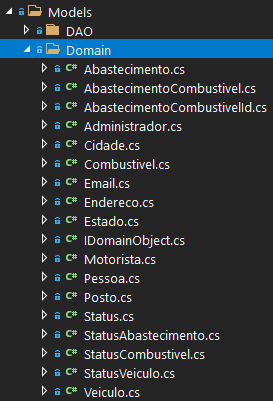 Models
DAO
Domain
C# Abastecimento.cs
C# AbastecimentoCombustivel.cs
C# AbastecimentoCombustivelId.cs
C# Administrador.cs
C# Cidade.cs
C# Combustivel.cs
C# Email.cs
C# Endereco.cs
C# Estado.cs
C# IDomainObject.cs
C# Motorista.cs
C# Pessoa.cs
C# Posto.cs
C# Status.cs
C# StatusAbastecimento.cs
C# StatusCombustivel.cs
C# StatusVeiculo.cs
C# Veiculo.cs